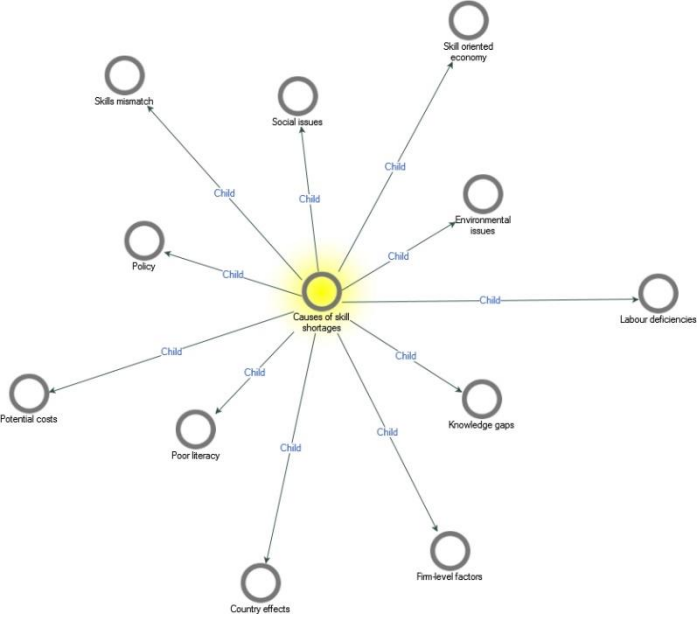 Skill oriented
economy
Skills mismatch
Social issues
Child
Child
Child
Environmental
issues
Child
Policy
Child
Child
Labour deficiencies
Causes of skill
shortages
Child
Child
Child
Potential costs
Knowledge gaps
Poor literacy
Child
Child
Firm-level factors
Country effects